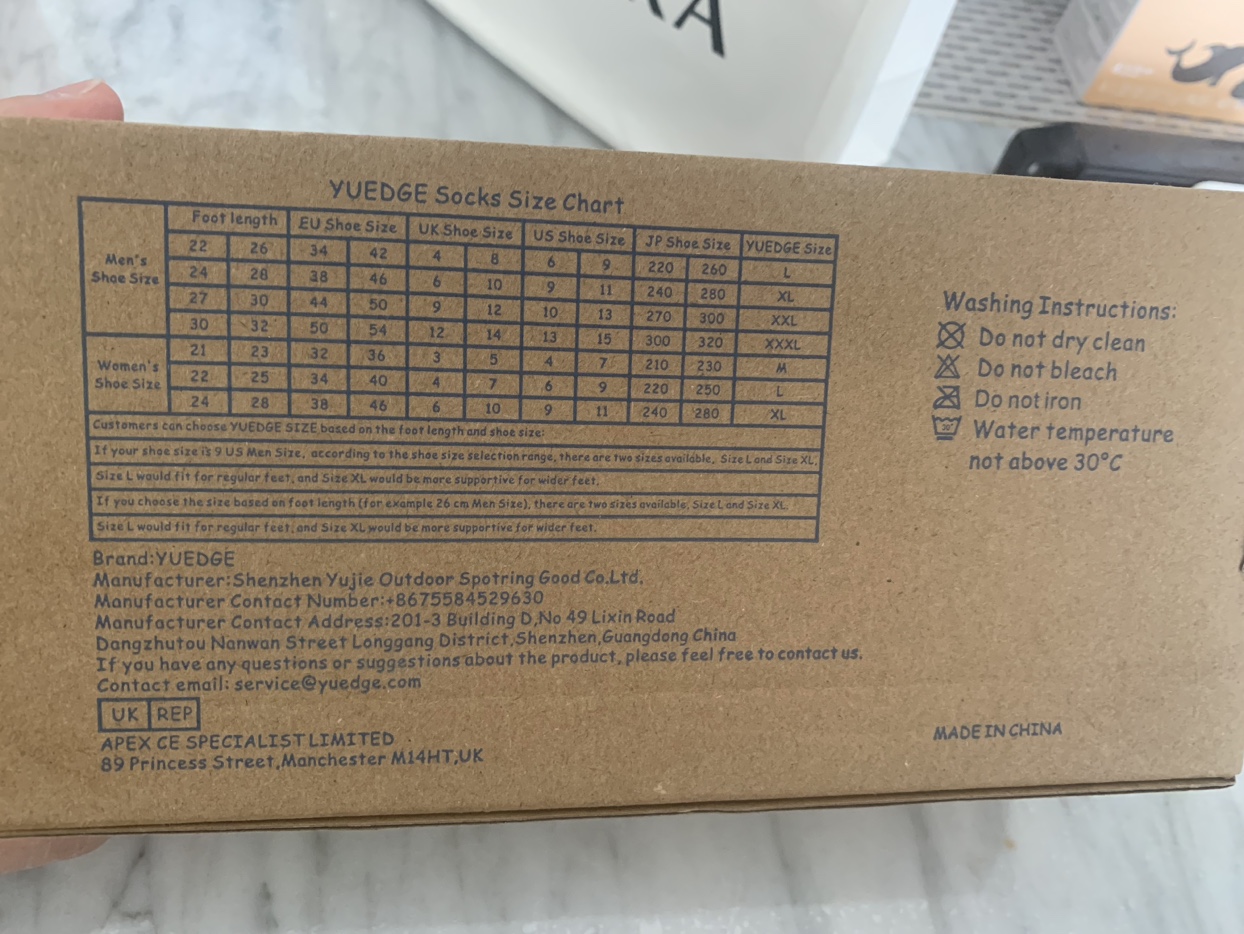 YUEDGE Socks Size Chart
Foot length EU Shoe Size UK Shoe Size US Shoe Size JP Shoe Size YUEDGE Size
Men's Shoe Size
22 26 34 42 4 8 6 9 220 260 L
24 28 38 46 6 10 9 11 240 280 XL
27 30 44 50 9 12 10 13 270 300 XXL
30 32 50 54 12 14 13 15 300 320 XXXL
Women's Shoe Size
21 23 32 36 3 5 4 7 210 230 M
22 25 34 40 4 7 6 9 220 250 L
24 28 38 46 6 10 9 11 240 280 XL
Customers can choose YUEDGE SIZE based on the foot length and shoe size:
If your shoe size is 9 US Men Size, according to the shoe size selection range, there are two sizes available, Size L and Size XL,
Size L would fit for regular feet, and Size XL would be more supportive for wider feet.
If you choose the size based on foot length (for example 26 cm Men Size), there are two sizes available, Size L and Size XL,
Size L would fit for regular feet, and Size XL would be more supportive for wider feet.
Brand:YUEDGE
Manufacturer:Shenzhen Yujie Outdoor Spotring Good Co.Ltd.
Manufacturer Contact Number:+8675584529630
Manufacturer Contact Address:201-3 Building D,No 49 Lixin Road
Dangzhutou Nanwan Street Longgang District,Shenzhen,Guangdong China
If you have any questions or suggestions about the product, please feel free to contact us.
Contact email: service@yuedge.com
UK REP
APEX CE SPECIALIST LIMITED
89 Princess Street,Manchester M14HT,UK
Washing Instructions:
Do not dry clean
Do not bleach
Do not iron
30°
Water temperature
not above 30°C
MADE IN CHINA